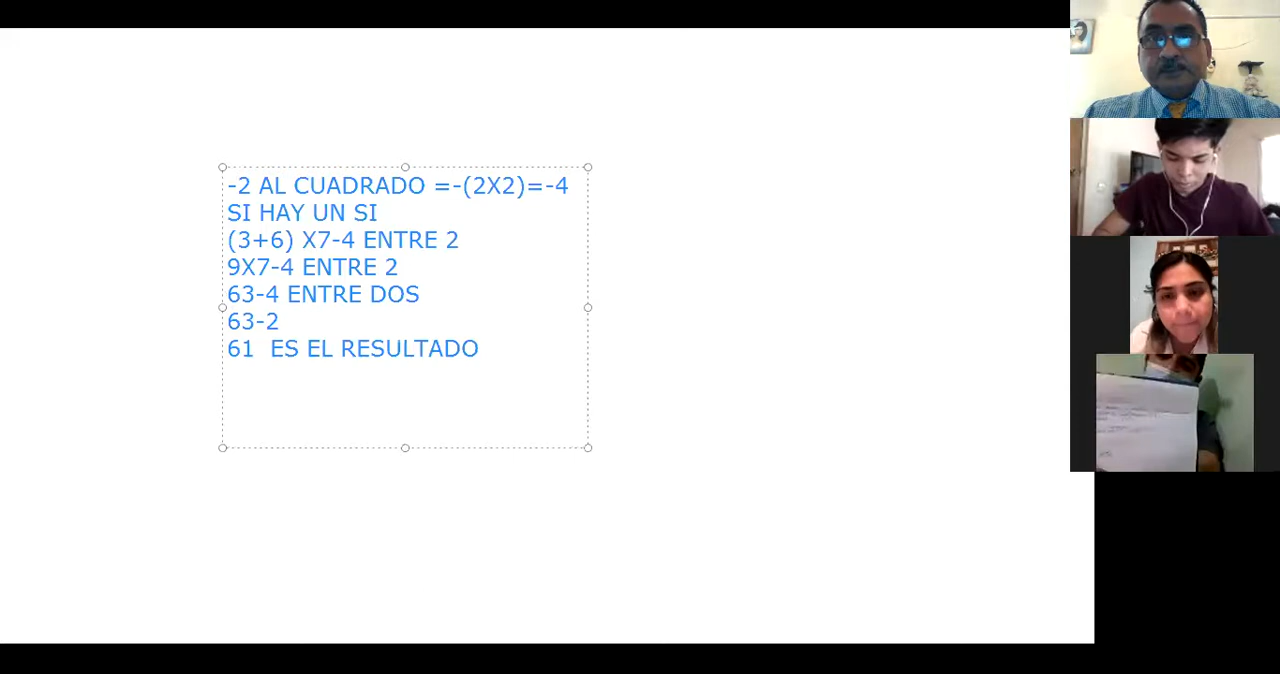 -2 AL CUADRADO =-(2X2)=-4
SI HAY UN SI
(3+6) X7-4 ENTRE 2
9X7-4 ENTRE 2
63-4 ENTRE DOS
63-2
61 ES EL RESULTADO